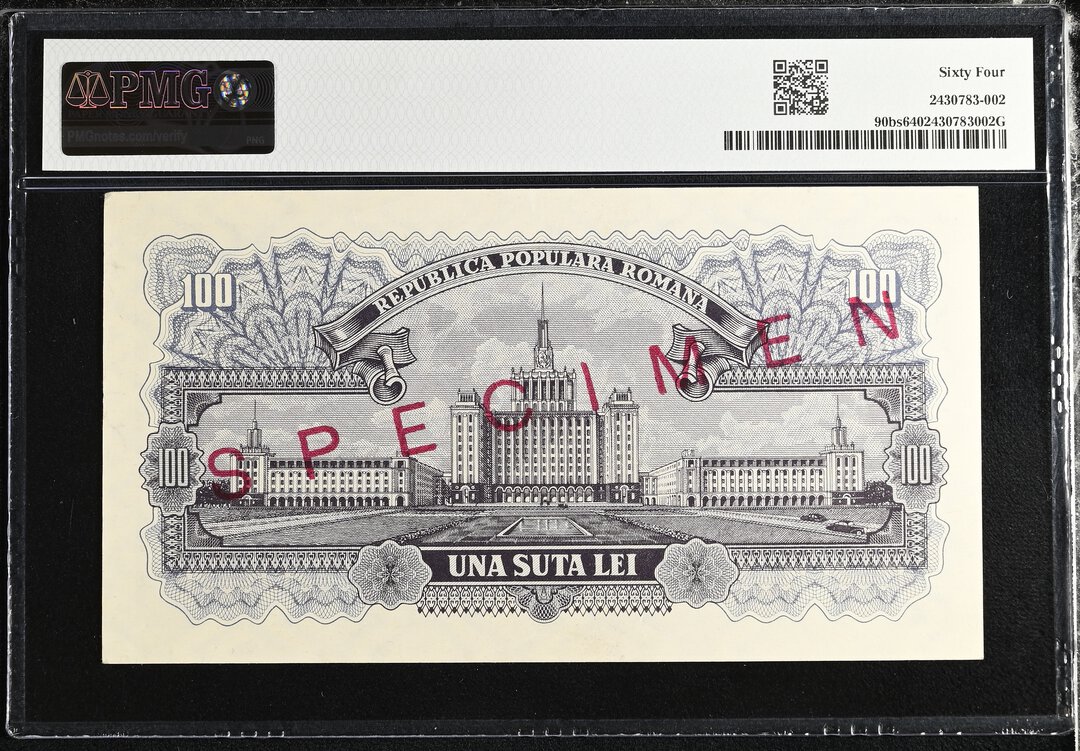 PMG
PMGnotes.com/verify
PNG
Sixty Four
2430783-002
90bs6402430783002G
REPUBLICA POPULARA ROMANA
100
100
SPECIMEN
100
100
UNA SUTA LEI